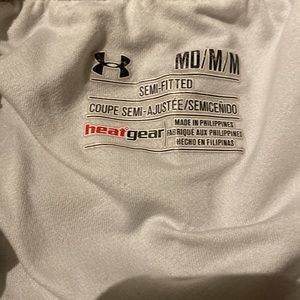 MD/M/M
SEMI-FITTED
COUPE SEMI-AJUSTÉE/SEMICEÑIDO
heatgear
MADE IN PHILIPPINES
FABRIQUÉ AUX PHILIPPINES
HECHO EN FILIPINAS